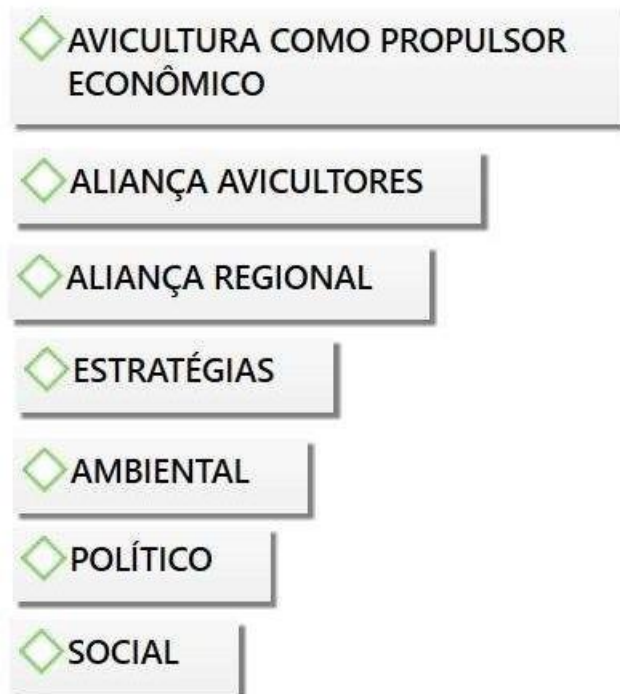 AVICULTURA COMO PROPULSOR
ECONÔMICO
ALIANÇA AVICULTORES
ALIANÇA REGIONAL
ESTRATÉGIAS
AMBIENTAL
POLÍTICO
SOCIAL